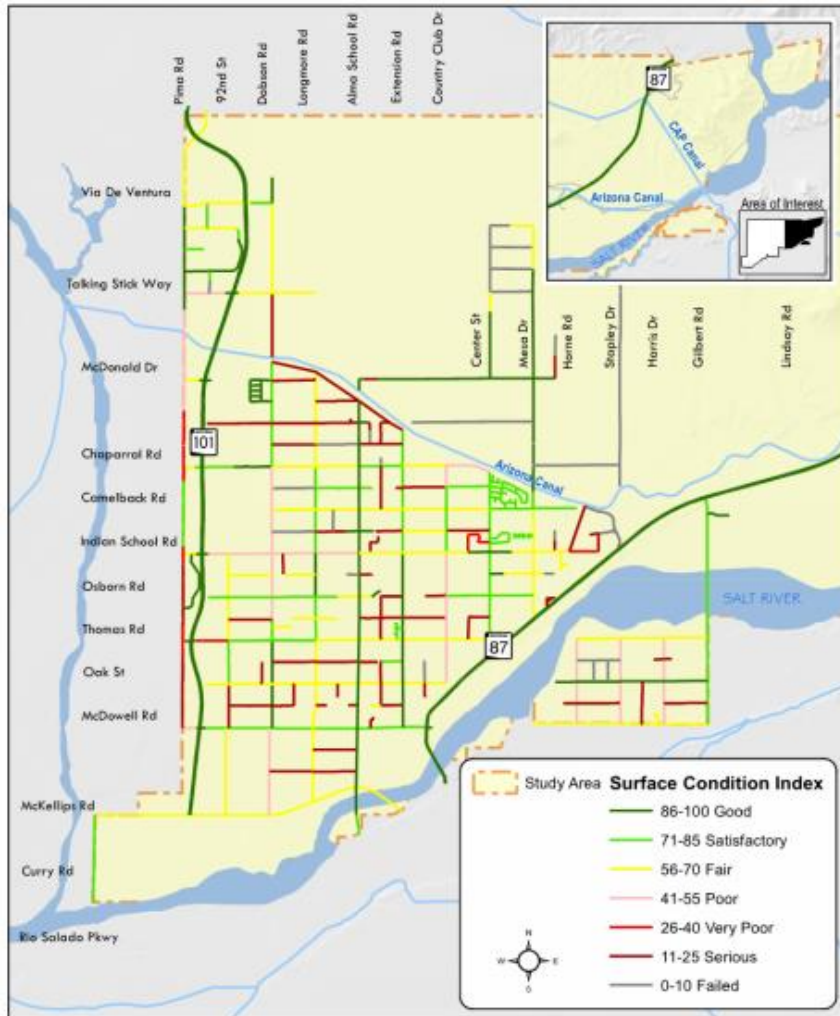 Pima Rd
92nd St
Dobson Rd
Longmore Rd
Alma School Rd
Extension Rd
Country Club Dr
87
CAP Canal
Arizona Canal
SALT RIVER
Area of Interest
Via De Ventura
Talking Stick Way
McDonald Dr
Chaparral Rd
Camelback Rd
Indian School Rd
Osborn Rd
Thomas Rd
Oak St
McDowell Rd
McKellips Rd
Curry Rd
Rio Salado Pkwy
Center St
Mesa Dr
Horne Rd
Stapley Dr
Harris Dr
Gilbert Rd
Lindsay Rd
101
Arizona Canal
SALT RIVER
87
Study Area
Surface Condition Index
86-100 Good
71-85 Satisfactory
56-70 Fair
41-55 Poor
26-40 Very Poor
11-25 Serious
0-10 Failed
N
W
E
S